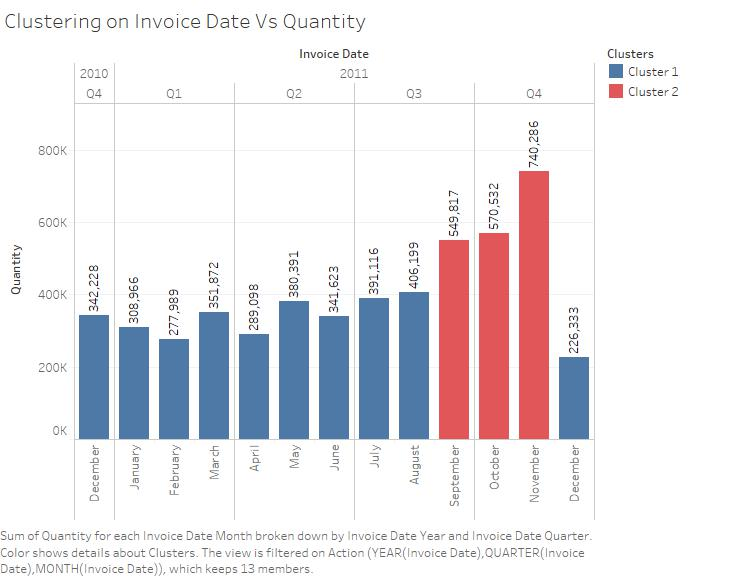 Clustering on Invoice Date Vs Quantity
Invoice Date
Clusters
2010
2011
Cluster 1
Q4
Q1
Q2
Q3
Q4
Cluster 2
800K
600K
400K
200K
0K
Quantity
342,228
308,966
277,989
351,872
289,098
380,391
341,623
391,116
406,199
549,817
570,532
740,286
226,333
December
January
February
March
April
May
June
July
August
September
October
November
December
Sum of Quantity for each Invoice Date Month broken down by Invoice Date Year and Invoice Date Quarter.
Color shows details about Clusters. The view is filtered on Action (YEAR(Invoice Date),QUARTER(Invoice
Date),MONTH(Invoice Date)), which keeps 13 members.